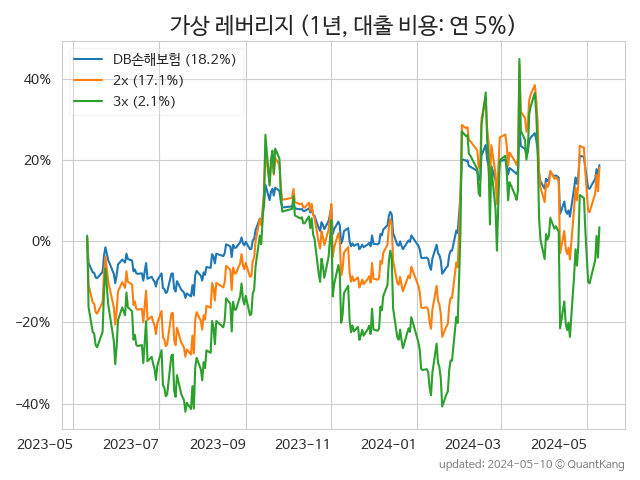 가상 레버리지 (1년, 대출 비용: 연 5%)
DB손해보험 (18.2%)
2x (17.1%)
3x (2.1%)
40%
20%
0%
−20%
−40%
2023-05
2023-07
2023-09
2023-11
2024-01
2024-03
2024-05
updated: 2024-05-10 © QuantKang